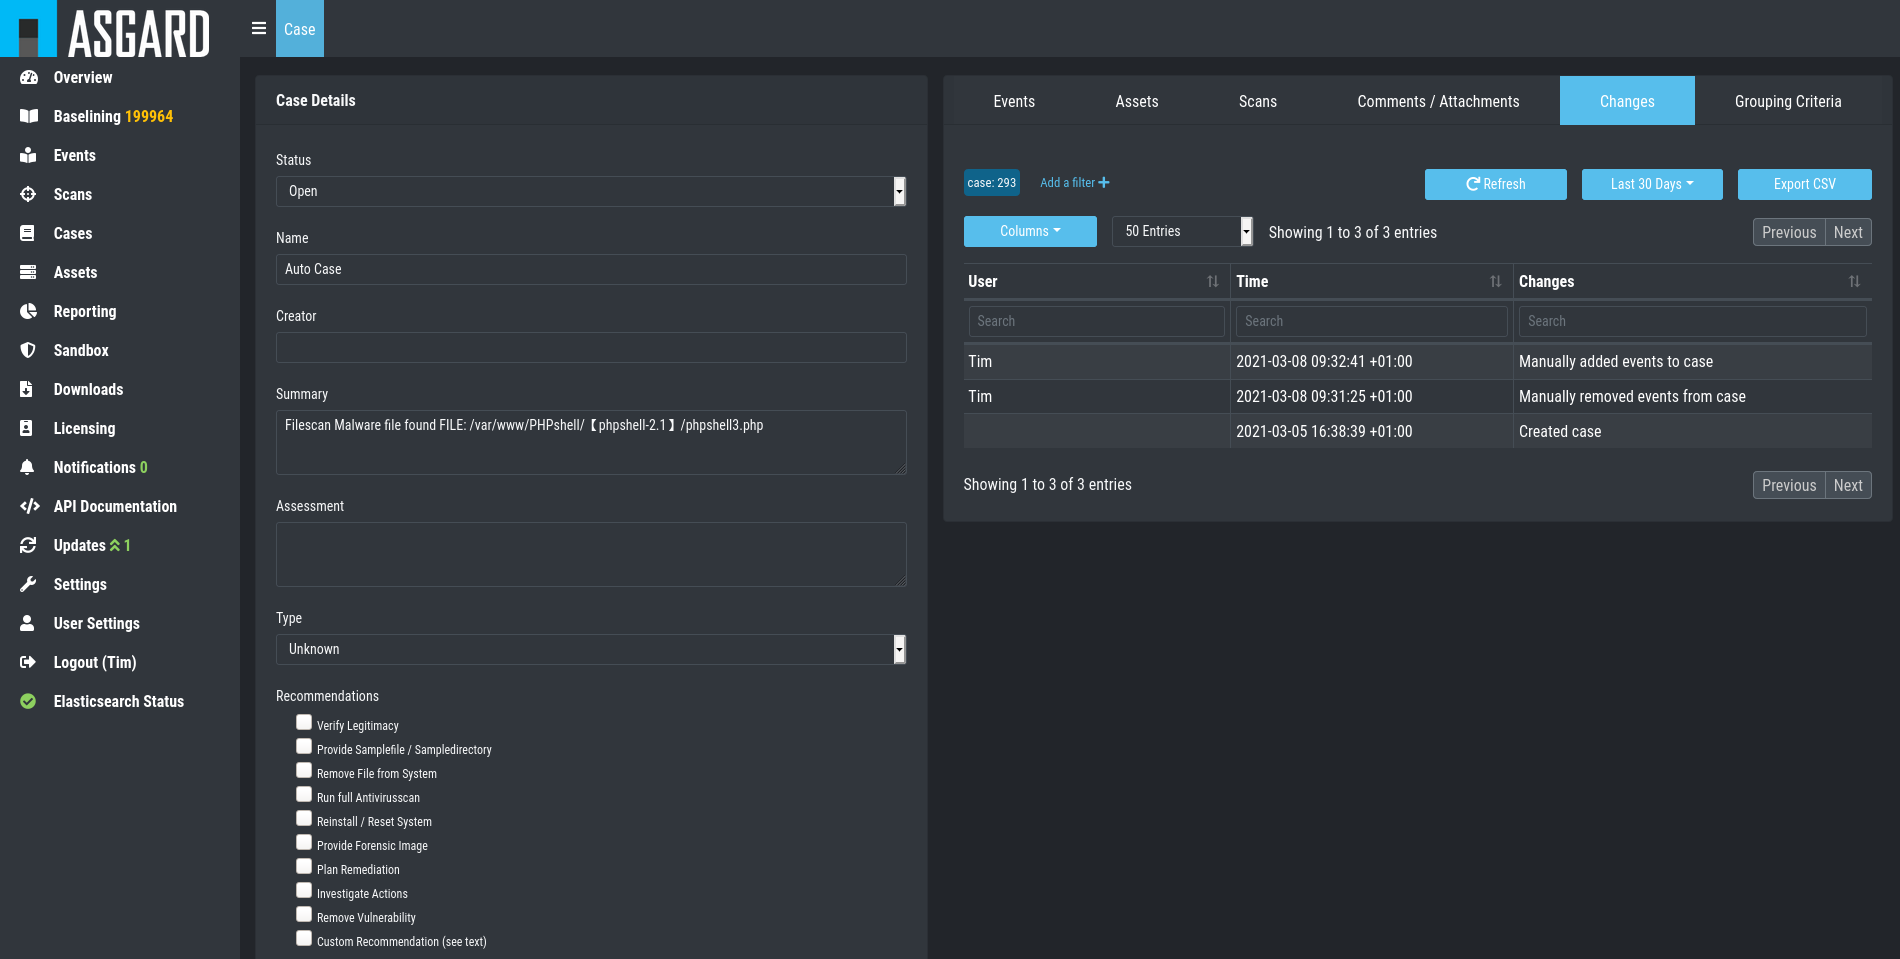 ASGARD
Case
Overview
Baselining 199964
Events
Scans
Cases
Assets
Reporting
Sandbox
Downloads
Licensing
Notifications 0
API Documentation
Updates 1
Settings
User Settings
Logout (Tim)
Elasticsearch Status
Case Details
Status
Open
Name
Auto Case
Creator
Summary
Filescan Malware file found FILE: /var/www/PHPshell/【phpshell-2.1】/phpshell3.php
Assessment
Type
Unknown
Recommendations
Verify Legitimacy
Provide Samplefile / Sampledirectory
Remove File from System
Run full Antivirusscan
Reinstall / Reset System
Provide Forensic Image
Plan Remediation
Investigate Actions
Remove Vulnerability
Custom Recommendation (see text)
Events Assets Scans Comments / Attachments Changes Grouping Criteria
case: 293 Add a filter Refresh Last 30 Days Export CSV
Columns 50 Entries Showing 1 to 3 of 3 entries Previous Next
User Time Changes
Search Search Search
Tim 2021-03-08 09:32:41 +01:00 Manually added events to case
Tim 2021-03-08 09:31:25 +01:00 Manually removed events from case
2021-03-05 16:38:39 +01:00 Created case
Showing 1 to 3 of 3 entries Previous Next